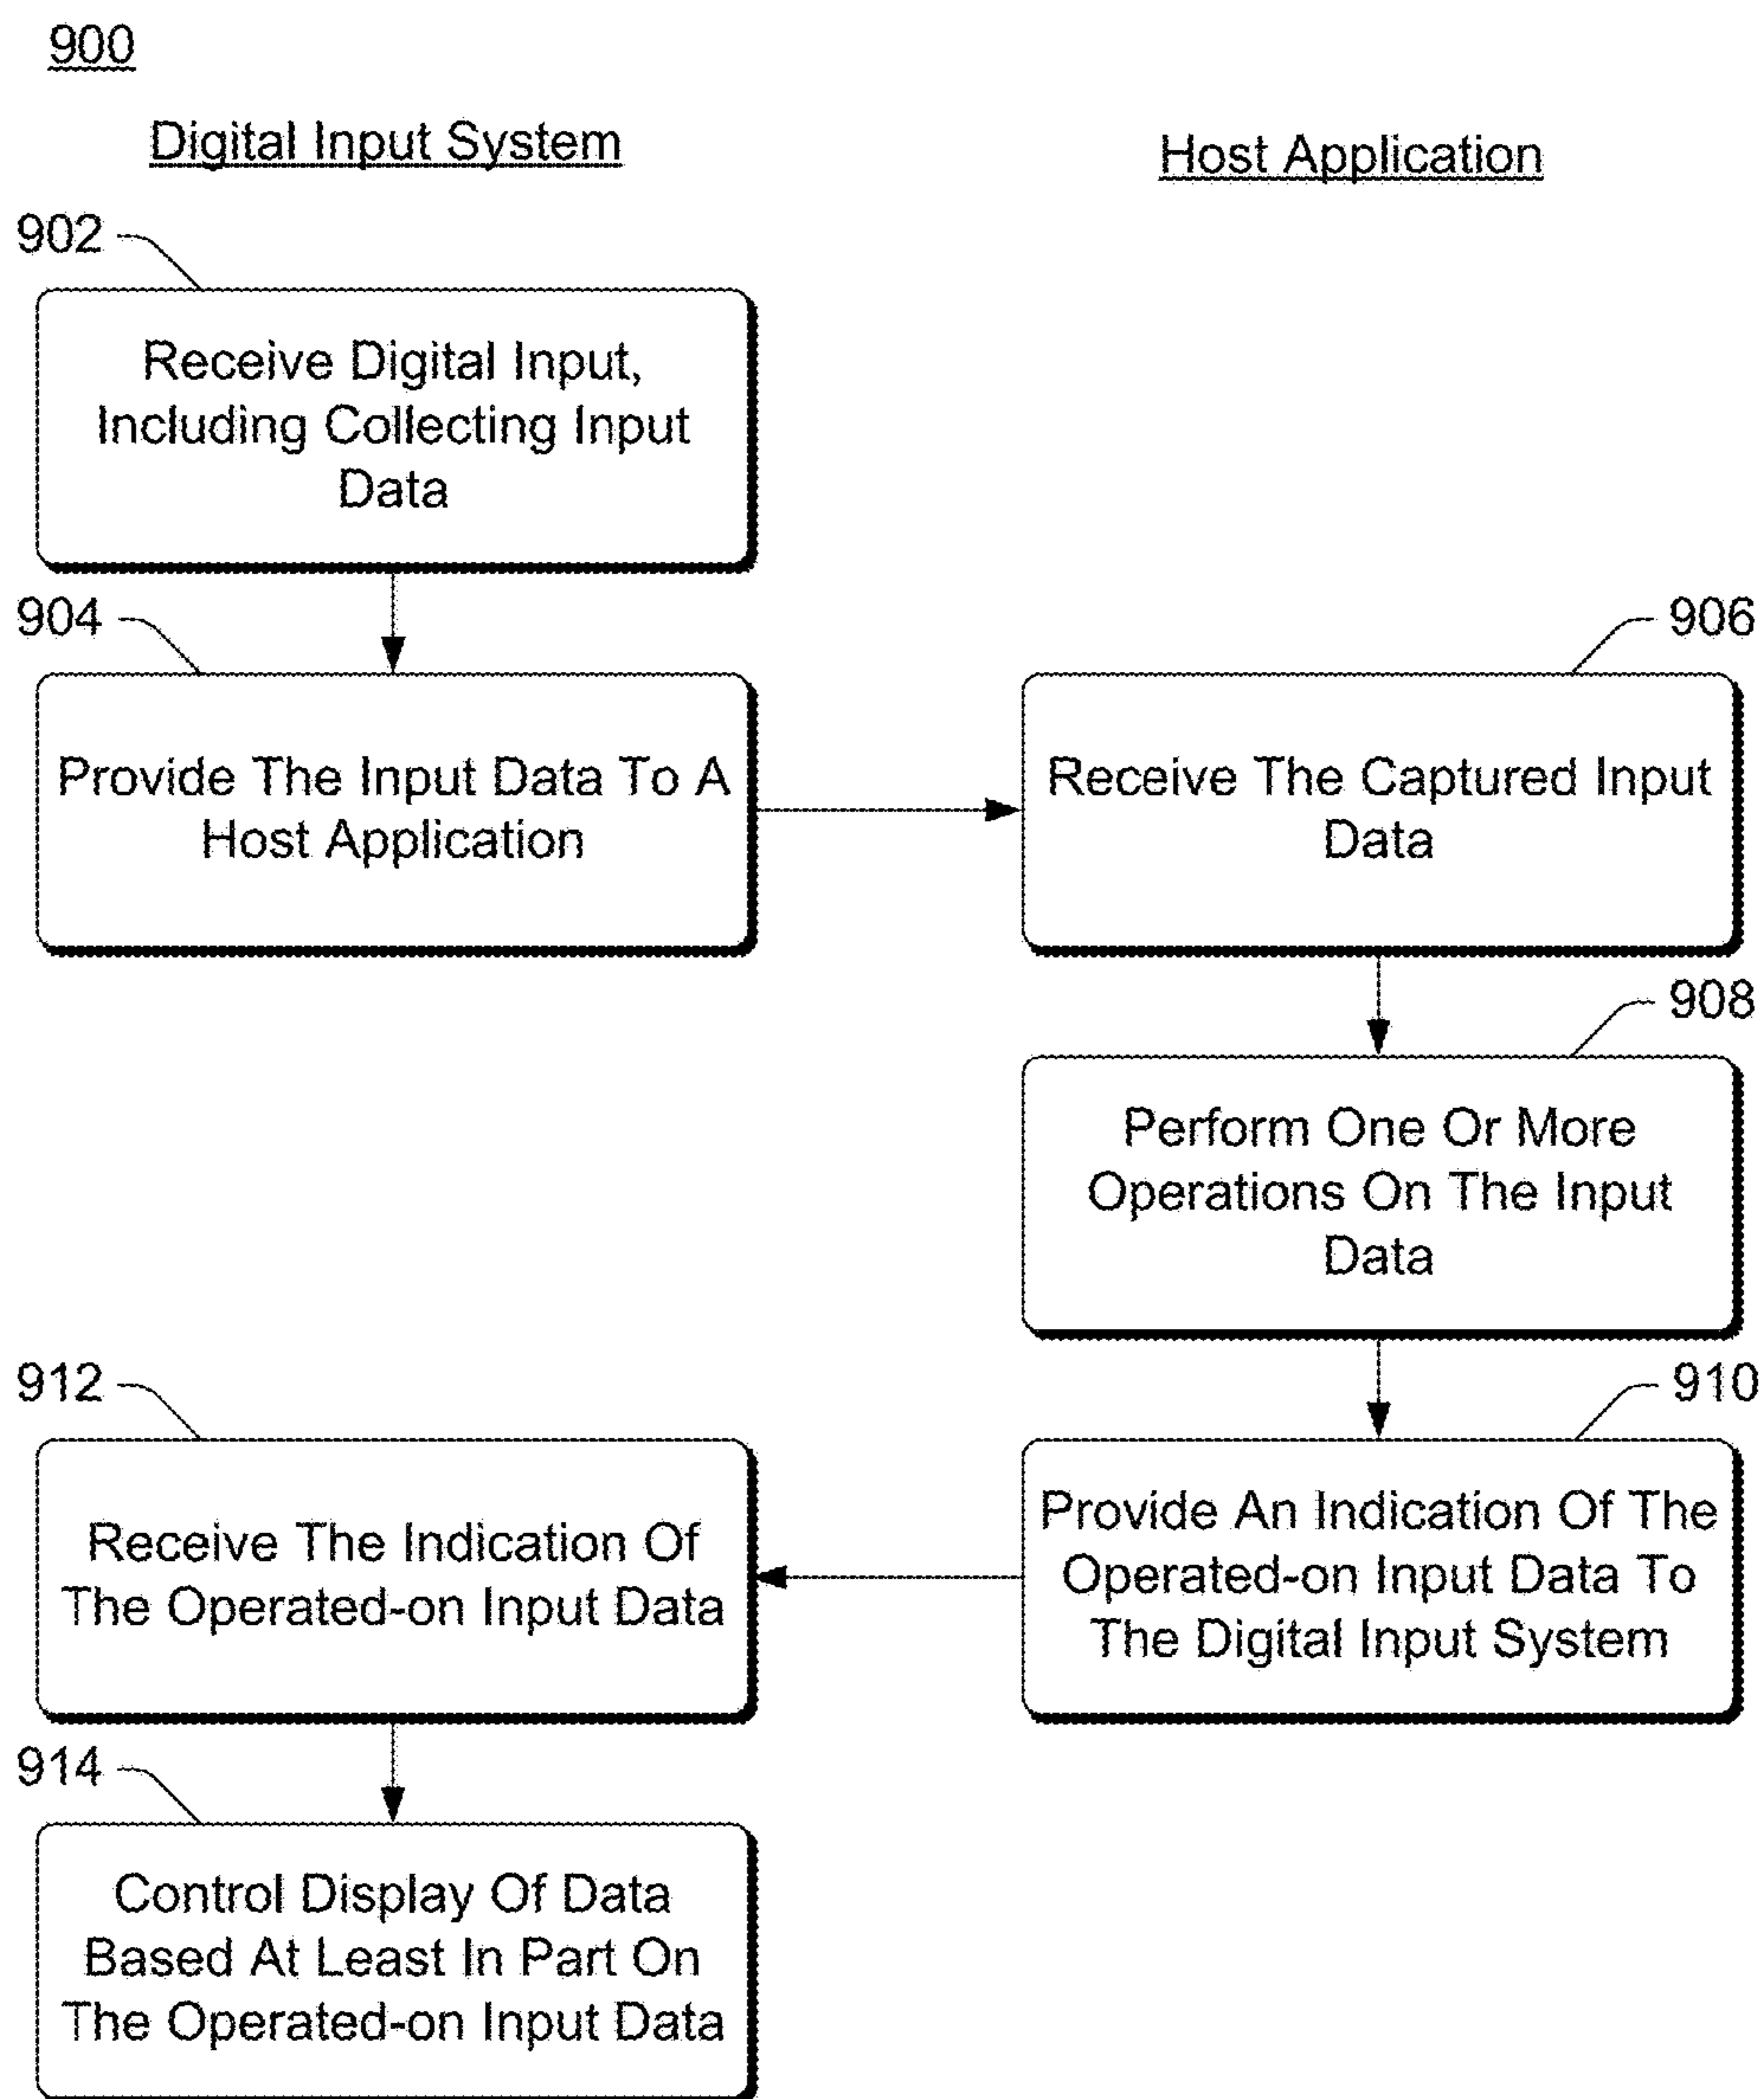 900
Digital Input System
Host Application
902
Receive Digital Input,
Including Collecting Input
Data
904
Provide The Input Data To A
Host Application
906
Receive The Captured Input
Data
908
Perform One Or More
Operations On The Input
Data
910
Provide An Indication Of The
Operated-on Input Data To
The Digital Input System
912
Receive The Indication Of
The Operated-on Input Data
914
Control Display Of Data
Based At Least In Part On
The Operated-on Input Data